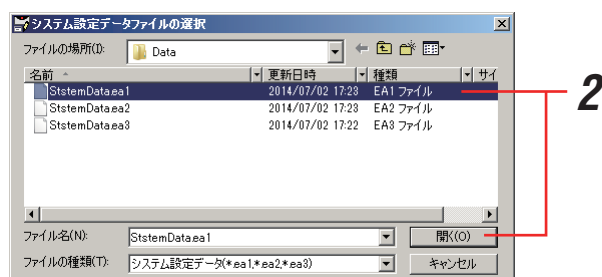 システム設定データファイルの選択
ファイルの場所(I):
Data
名前
更新日時
種類
サイ
StstemData.ea1
2014/07/02 17:23
EA1 ファイル
StstemData.ea2
2014/07/02 17:23
EA2 ファイル
StstemData.ea3
2014/07/02 17:22
EA3 ファイル
2
ファイル名(N):
StstemData.ea1
開く(O)
ファイルの種類(T):
システム設定データ(*.ea1,*.ea2,*.ea3)
キャンセル